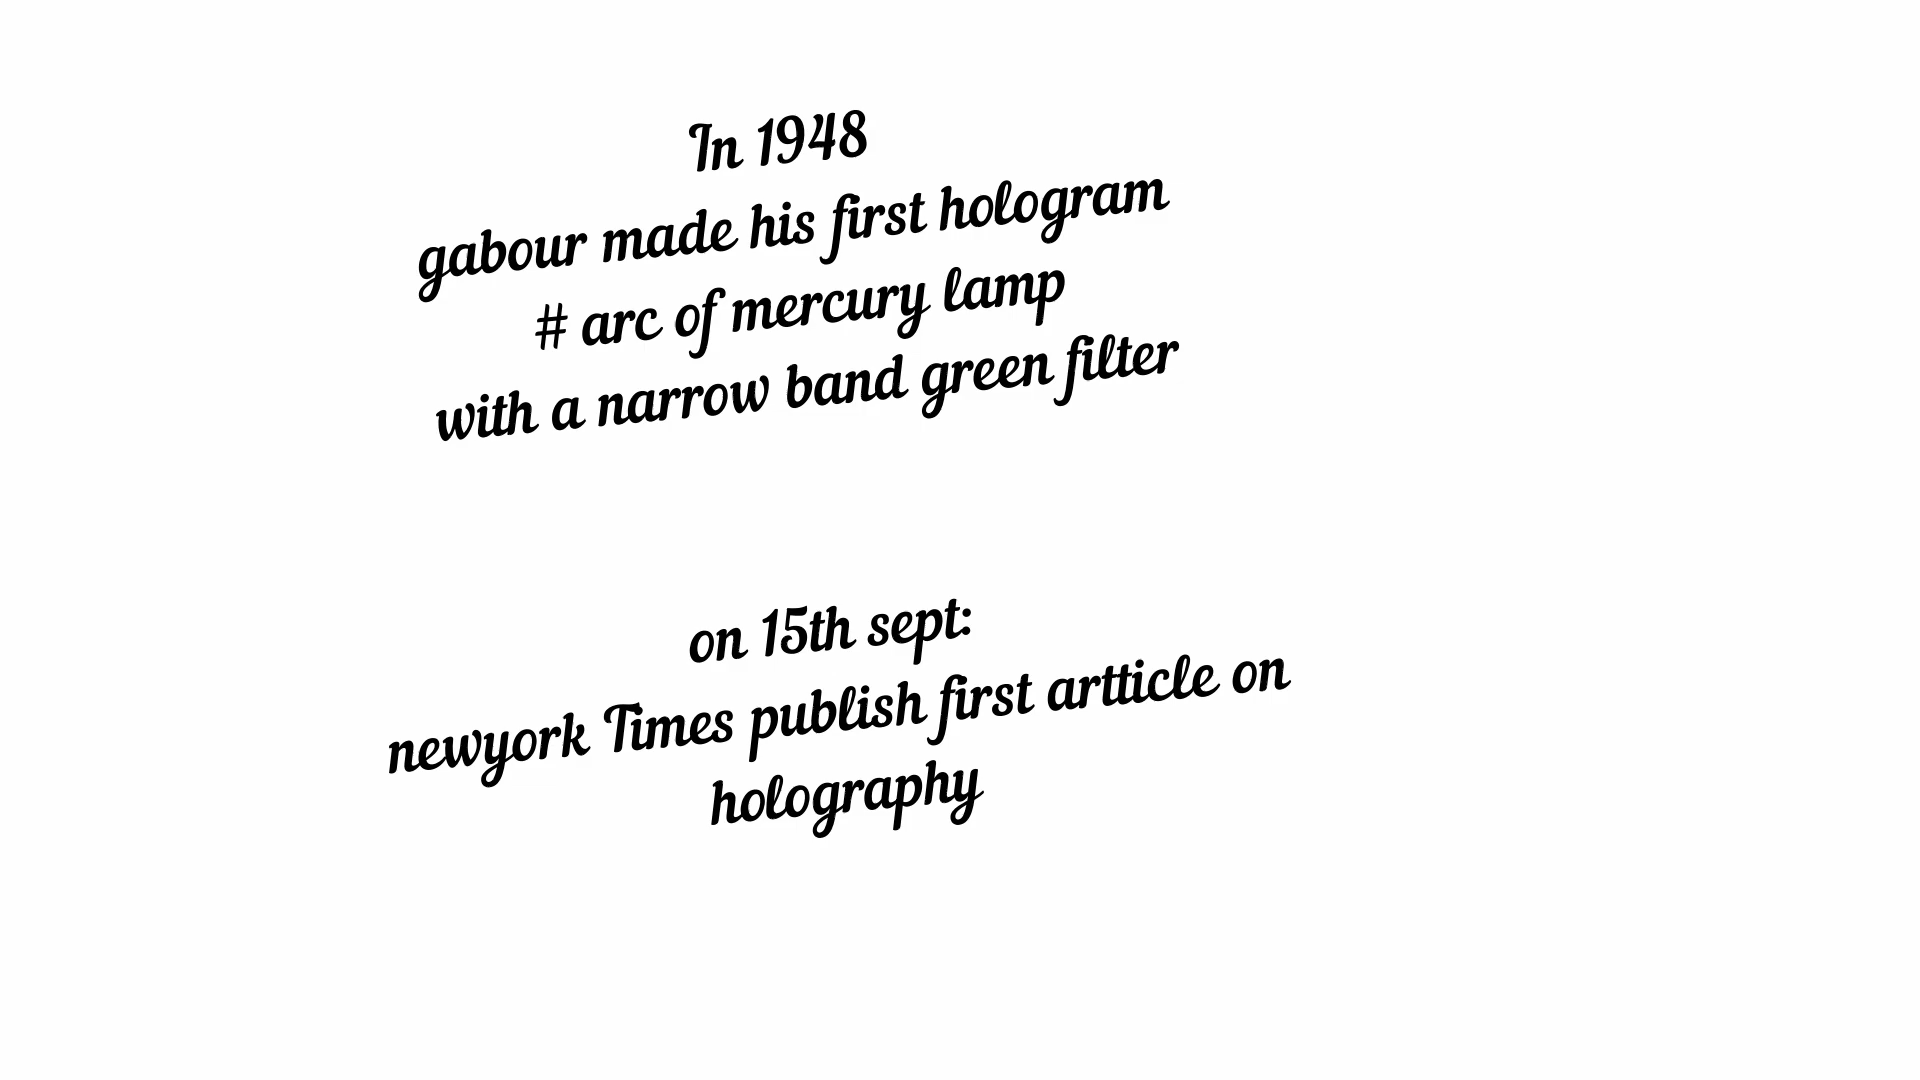 In 1948
gabour made his first hologram
# arc of mercury lamp
with a narrow band green filter
on 15th sept:
newyork Times publish first artticle on
holography